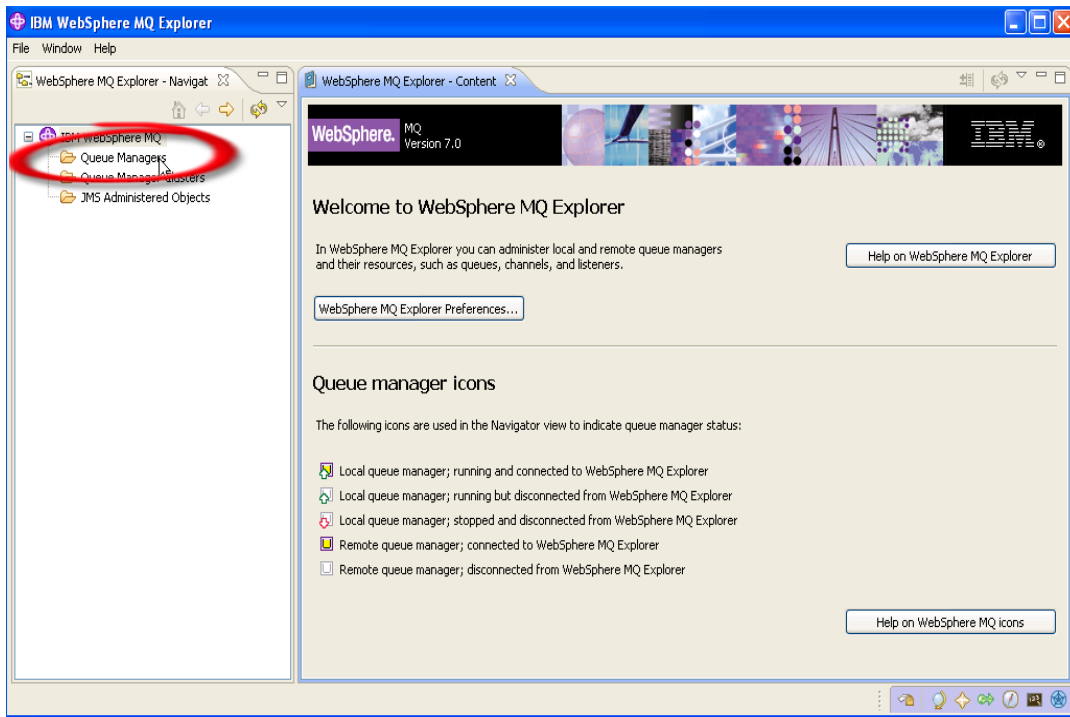 IBM WebSphere MQ Explorer
File Window Help
WebSphere MQ Explorer - Navigat
WebSphere MQ Explorer - Content
IBM WebSphere MQ
Queue Managers
Queue Manager Clusters
JMS Administered Objects
WebSphere. MQ
Version 7.0
IBM
Welcome to WebSphere MQ Explorer
In WebSphere MQ Explorer you can administer local and remote queue managers
and their resources, such as queues, channels, and listeners.
Help on WebSphere MQ Explorer
WebSphere MQ Explorer Preferences...
Queue manager icons
The following icons are used in the Navigator view to indicate queue manager status:
Local queue manager; running and connected to WebSphere MQ Explorer
Local queue manager; running but disconnected from WebSphere MQ Explorer
Local queue manager; stopped and disconnected from WebSphere MQ Explorer
Remote queue manager; connected to WebSphere MQ Explorer
Remote queue manager; disconnected from WebSphere MQ Explorer
Help on WebSphere MQ icons